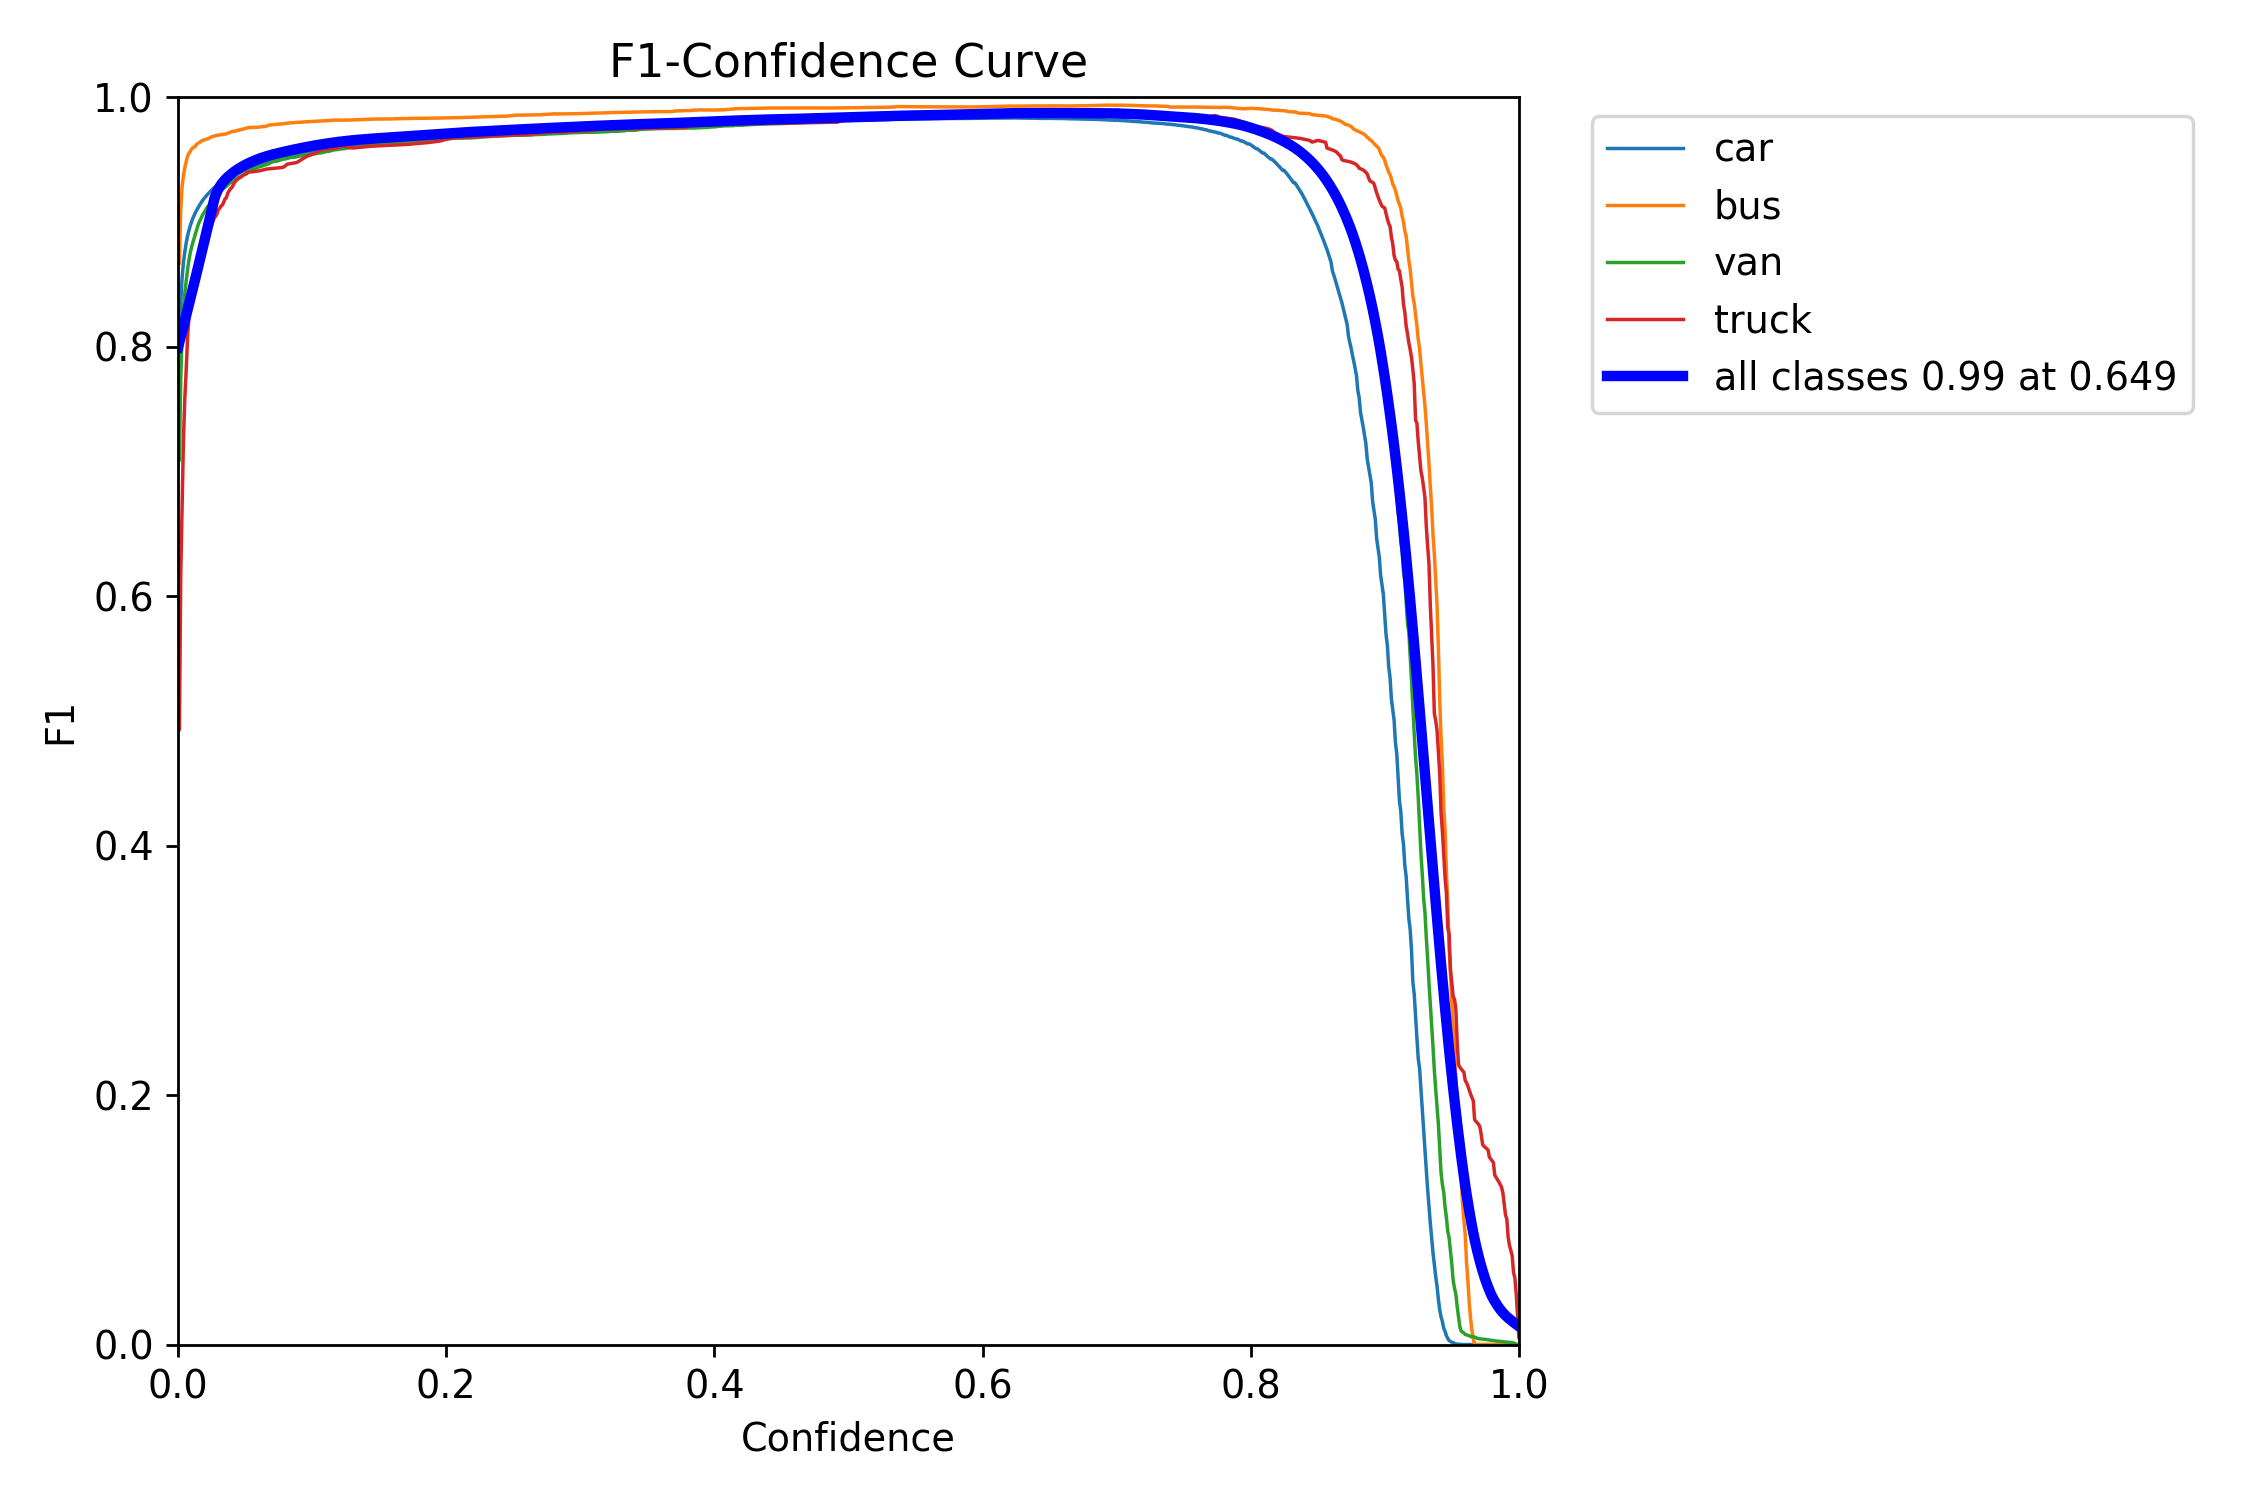 F1-Confidence Curve
1.0
0.8
0.6
0.4
0.2
0.0
F1
0.0 0.2 0.4 0.6 0.8 1.0
Confidence
car
bus
van
truck
all classes 0.99 at 0.649